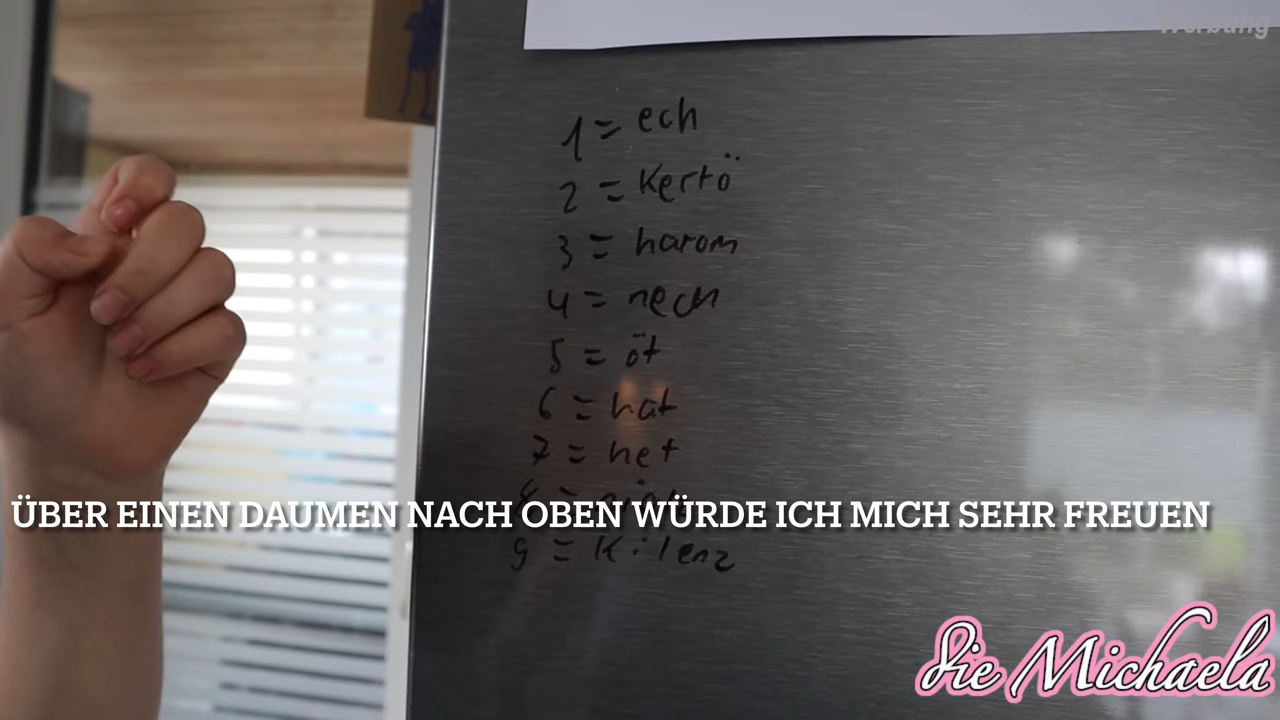 Werbung
1 = ech
2 = Kertö
3 = harom
4 = nech
5 = öt
6 = hat
7 = het
ÜBER EINEN DAUMEN NACH OBEN WÜRDE ICH MICH SEHR FREUEN
9 = Kilenz
Die Michaela